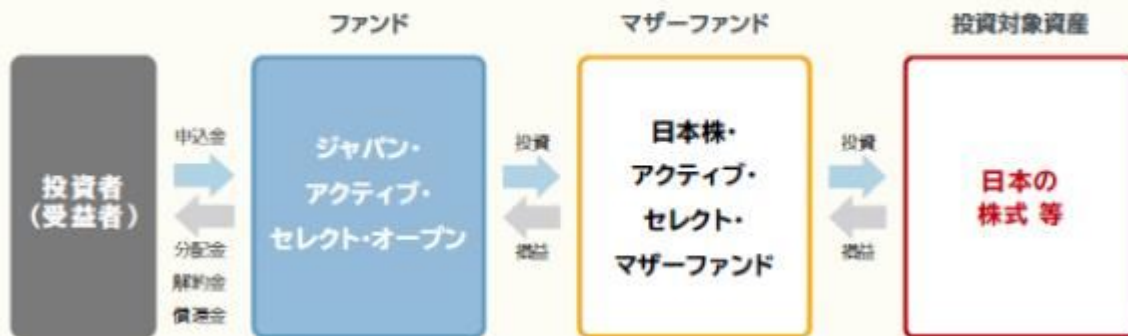 ファンド
マザーファンド
投資対象資産
投資者
（受益者）
申込金
分配金
解約金
償還金
ジャパン・
アクティブ・
セレクト・オープン
投資
損益
日本株・
アクティブ・
セレクト・
マザーファンド
投資
損益
日本の
株式 等